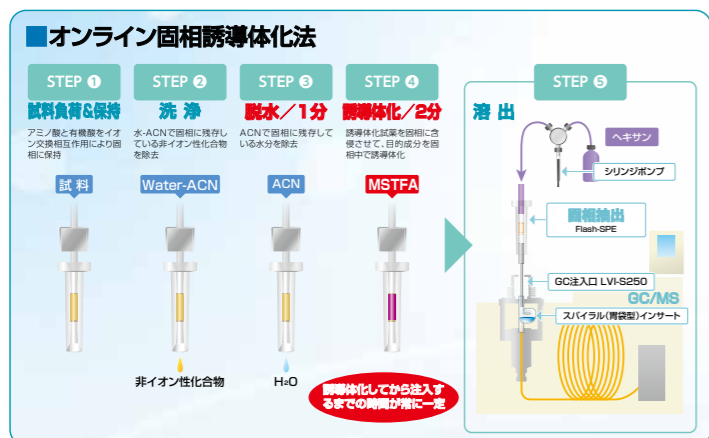 ■オンライン固相誘導体化法
STEP ❶
試料負荷&保持
アミノ酸と有機酸をイオ
ン交換相互作用により固
相に保持
試 料
STEP ❷
洗 浄
水-ACNで固相に残存し
ている非イオン性化合物
を除去
Water-ACN
非イオン性化合物
STEP ❸
脱水／1分
ACNで固相に残存して
いる水分を除去
ACN
H2O
STEP ❹
誘導体化／2分
誘導体化試薬を固相に含
侵させて、目的成分を固
相中で誘導体化
MSTFA
誘導体化してから注入す
るまでの時間が常に一定
STEP ❺
溶 出
ヘキサン
シリンジポンプ
固相抽出
Flash-SPE
GC注入口 LVI-S250
GC/MS
スパイラル(胃袋型)インサート